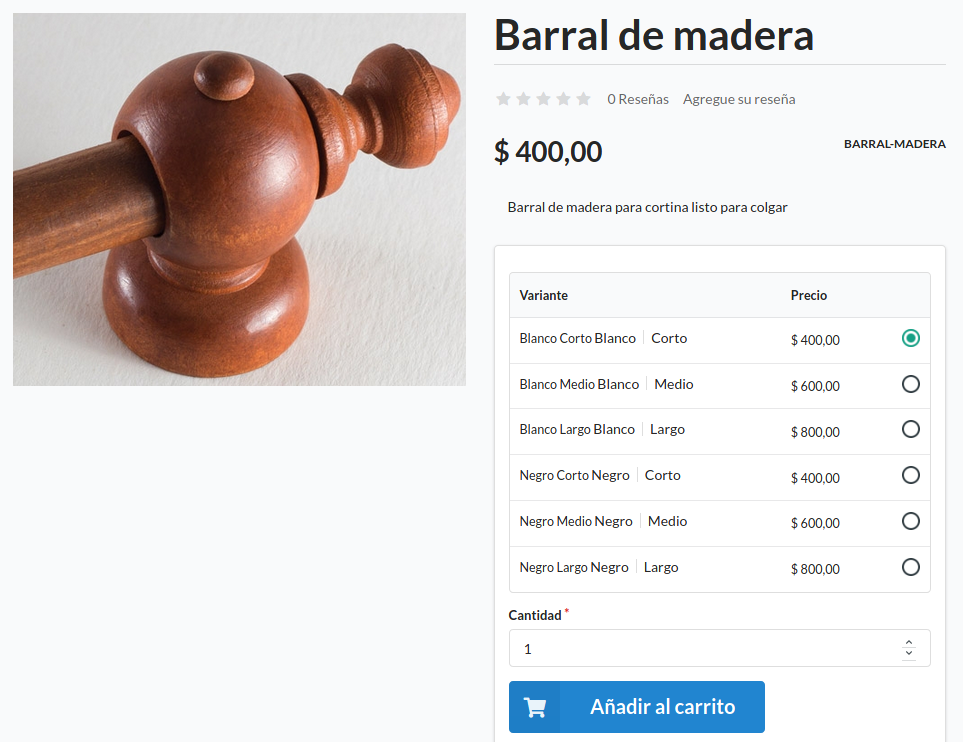 Barral de madera
0 Reseñas Agregue su reseña
$ 400,00 BARRAL-MADERA
Barral de madera para cortina listo para colgar
Variante Precio
Blanco Corto Blanco Corto $ 400,00
Blanco Medio Blanco Medio $ 600,00
Blanco Largo Blanco Largo $ 800,00
Negro Corto Negro Corto $ 400,00
Negro Medio Negro Medio $ 600,00
Negro Largo Negro Largo $ 800,00
Cantidad *
1
Añadir al carrito